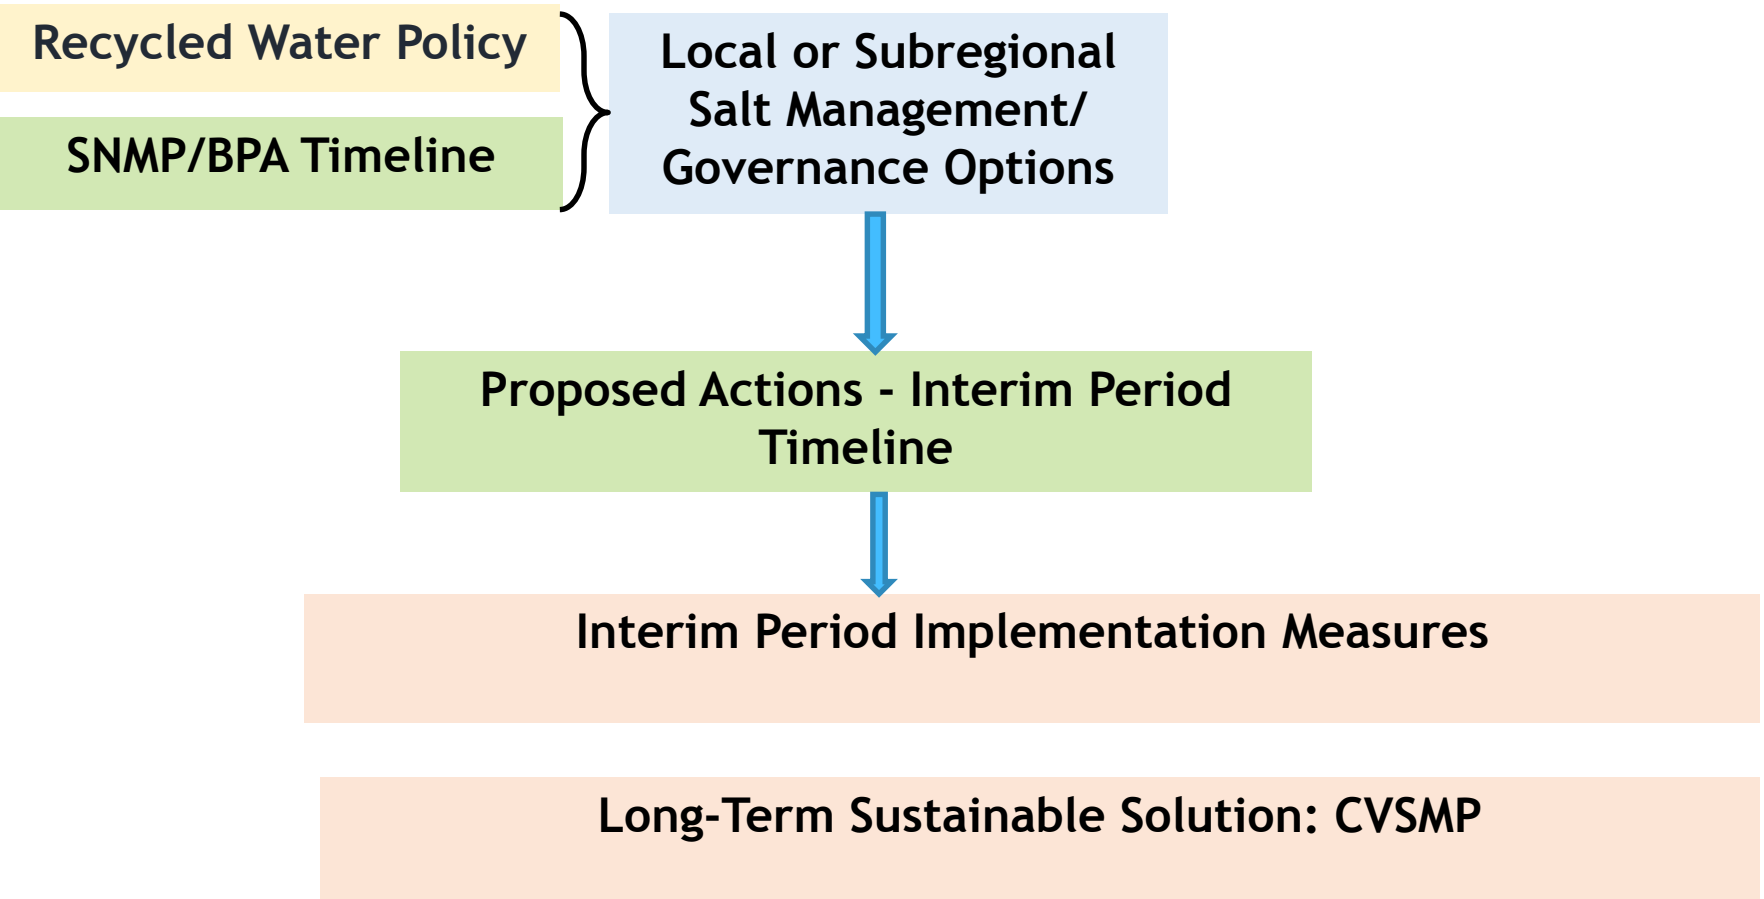 Recycled Water Policy
SNMP/BPA Timeline
Local or Subregional
Salt Management/
Governance Options
Proposed Actions - Interim Period
Timeline
Interim Period Implementation Measures
Long-Term Sustainable Solution: CVSMP